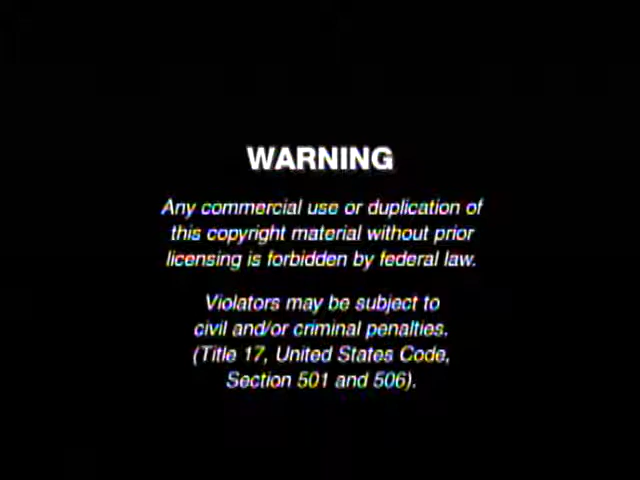 WARNING
Any commercial use or duplication of
this copyright material without prior
licensing is forbidden by federal law.
Violators may be subject to
civil and/or criminal penalties.
(Title 17, United States Code,
Section 501 and 506).